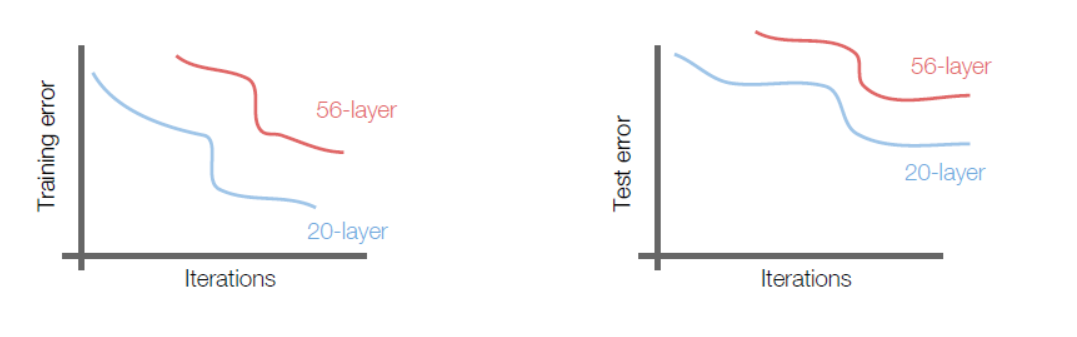 Training error
56-layer
20-layer
Iterations
Test error
56-layer
20-layer
Iterations